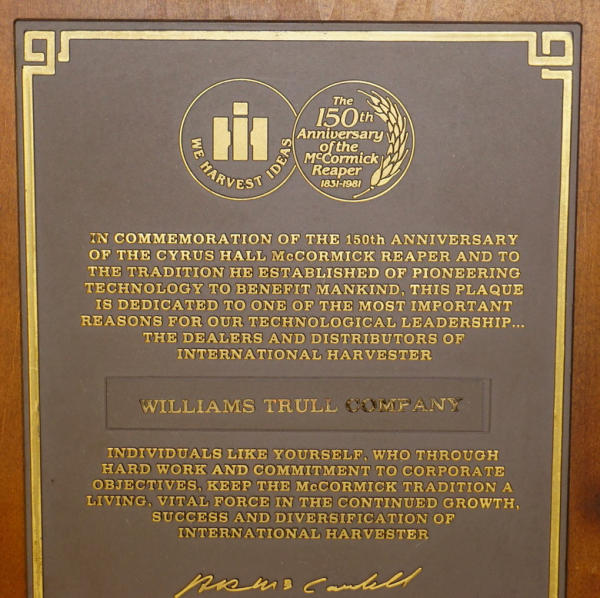 IH
WE HARVEST IDEAS
The
150th
Anniversary
of the
McCormick
Reaper
1831-1981
IN COMMEMORATION OF THE 150th ANNIVERSARY
OF THE CYRUS HALL McCORMICK REAPER AND TO
THE TRADITION HE ESTABLISHED OF PIONEERING
TECHNOLOGY TO BENEFIT MANKIND, THIS PLAQUE
IS DEDICATED TO ONE OF THE MOST IMPORTANT
REASONS FOR OUR TECHNOLOGICAL LEADERSHIP...
THE DEALERS AND DISTRIBUTORS OF
INTERNATIONAL HARVESTER
WILLIAMS TRULL COMPANY
INDIVIDUALS LIKE YOURSELF, WHO THROUGH
HARD WORK AND COMMITMENT TO CORPORATE
OBJECTIVES, KEEP THE McCORMICK TRADITION A
LIVING, VITAL FORCE IN THE CONTINUED GROWTH,
SUCCESS AND DIVERSIFICATION OF
INTERNATIONAL HARVESTER